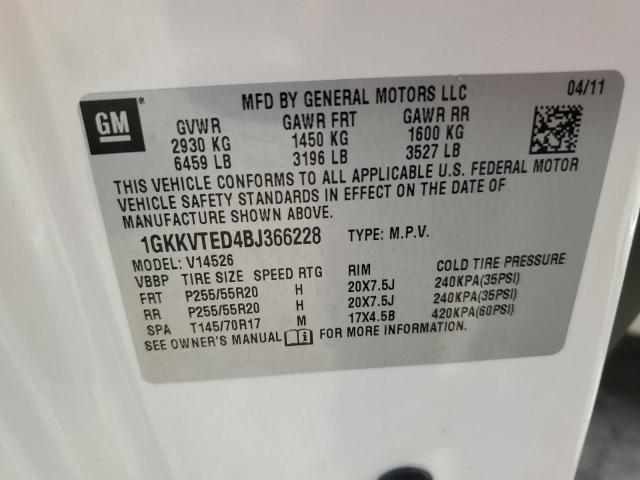 MFD BY GENERAL MOTORS LLC 04/11
GM ®
GVWR GAWR FRT GAWR RR
2930 KG 1450 KG 1600 KG
6459 LB 3196 LB 3527 LB
THIS VEHICLE CONFORMS TO ALL APPLICABLE U.S. FEDERAL MOTOR
VEHICLE SAFETY STANDARDS IN EFFECT ON THE DATE OF
MANUFACTURE SHOWN ABOVE.
1GKKVTED4BJ366228 TYPE: M.P.V.
MODEL: V14526
VBBP TIRE SIZE SPEED RTG RIM COLD TIRE PRESSURE
FRT P255/55R20 H 20X7.5J 240KPA(35PSI)
RR P255/55R20 H 20X7.5J 240KPA(35PSI)
SPA T145/70R17 M 17X4.5B 420KPA(60PSI)
SEE OWNER'S MANUAL i FOR MORE INFORMATION.